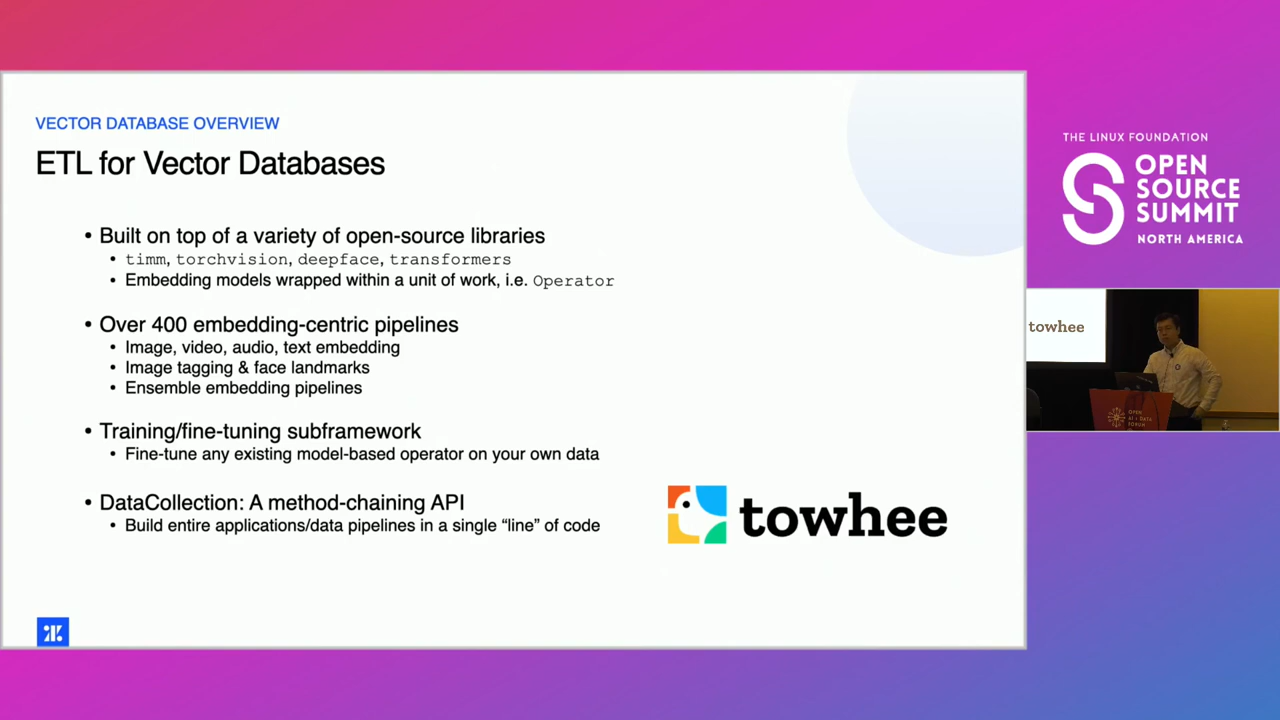 VECTOR DATABASE OVERVIEW
ETL for Vector Databases
• Built on top of a variety of open-source libraries
• timm, torchvision, deepface, transformers
• Embedding models wrapped within a unit of work, i.e. Operator
• Over 400 embedding-centric pipelines
• Image, video, audio, text embedding
• Image tagging & face landmarks
• Ensemble embedding pipelines
• Training/fine-tuning subframework
• Fine-tune any existing model-based operator on your own data
• DataCollection: A method-chaining API
• Build entire applications/data pipelines in a single “line” of code
towhee
THE LINUX FOUNDATION
OPEN
SOURCE
SUMMIT
NORTH AMERICA
towhee
OPEN
AI + DATA
FORUM